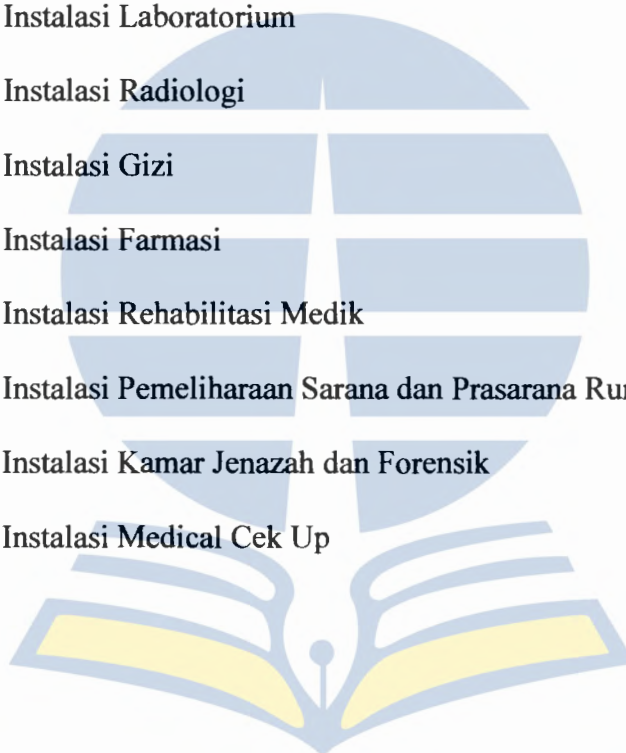 Instalasi Laboratorium
Instalasi Radiologi
Instalasi Gizi
Instalasi Farmasi
Instalasi Rehabilitasi Medik
Instalasi Pemeliharaan Sarana dan Prasarana
Instalasi Kamar Jenazah dan Forensik
Instalasi Medical Cek Up